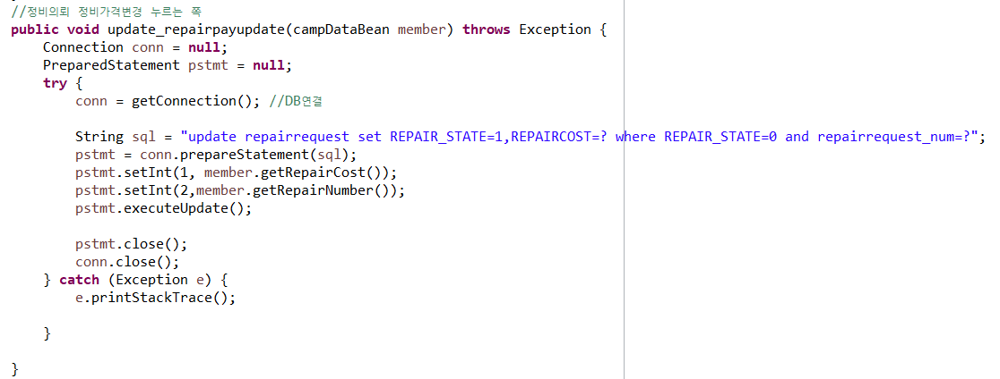 //정비의뢰 정비가격변경 누르는 쪽
public void update_repairpayupdate(campDataBean member) throws Exception {
Connection conn = null;
PreparedStatement pstmt = null;
try {
conn = getConnection(); //DB연결
String sql = "update repairrequest set REPAIR_STATE=1,REPAIRCOST=? where REPAIR_STATE=0 and repairrequest_num=?";
pstmt = conn.prepareStatement(sql);
pstmt.setInt(1, member.getRepairCost());
pstmt.setInt(2,member.getRepairNumber());
pstmt.executeUpdate();
pstmt.close();
conn.close();
} catch (Exception e) {
e.printStackTrace();
}
}